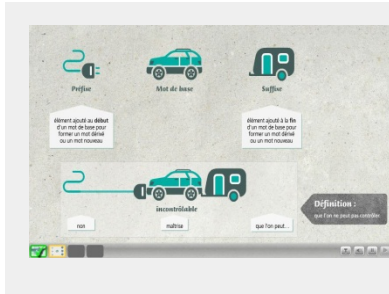 Préfixe
Mot de base
Suffixe
élément ajouté au début
d'un mot de base pour
former un mot dérivé
ou un mot nouveau
élément ajouté à la fin
d'un mot de base pour
former un mot dérivé
ou un mot nouveau
incontrôlable
non
maîtrise
que l'on peut...
Définition :
que l'on ne peut pas contrôler